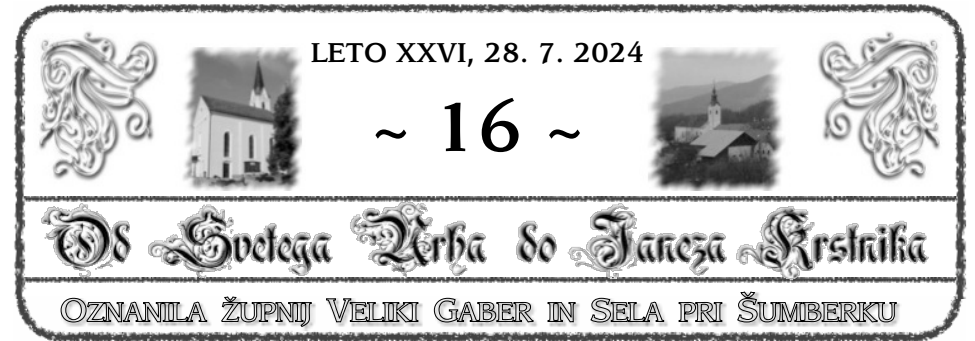 LETO XXVI, 28. 7. 2024
~ 16 ~
Od Svetega Urha do Janeza Krstnika
OZNANILA ŽUPNIJ VELIKI GABER IN SELA PRI ŠUMBERKU